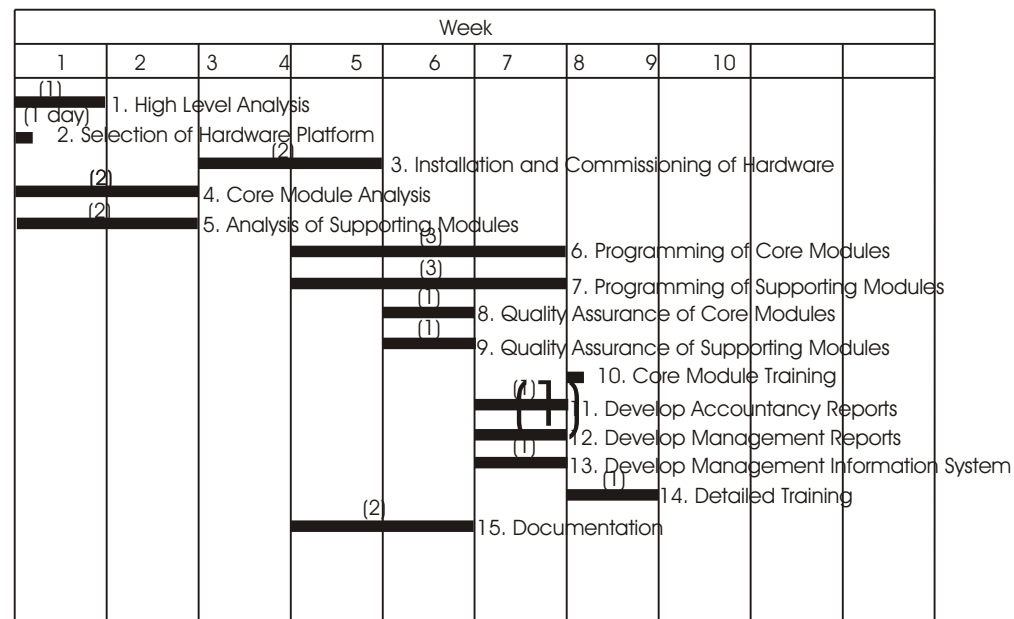 Week
1 2 3 4 5 6 7 8 9 10
(1)
1. High Level Analysis
(1 day)
2. Selection of Hardware Platform
(2)
3. Installation and Commissioning of Hardware
(2)
4. Core Module Analysis
(2)
5. Analysis of Supporting Modules
(3)
6. Programming of Core Modules
(3)
7. Programming of Supporting Modules
(1)
8. Quality Assurance of Core Modules
(1)
9. Quality Assurance of Supporting Modules
10. Core Module Training
(1)
11. Develop Accountancy Reports
(1)
12. Develop Management Reports
(1)
13. Develop Management Information System
(1)
14. Detailed Training
(2)
15. Documentation